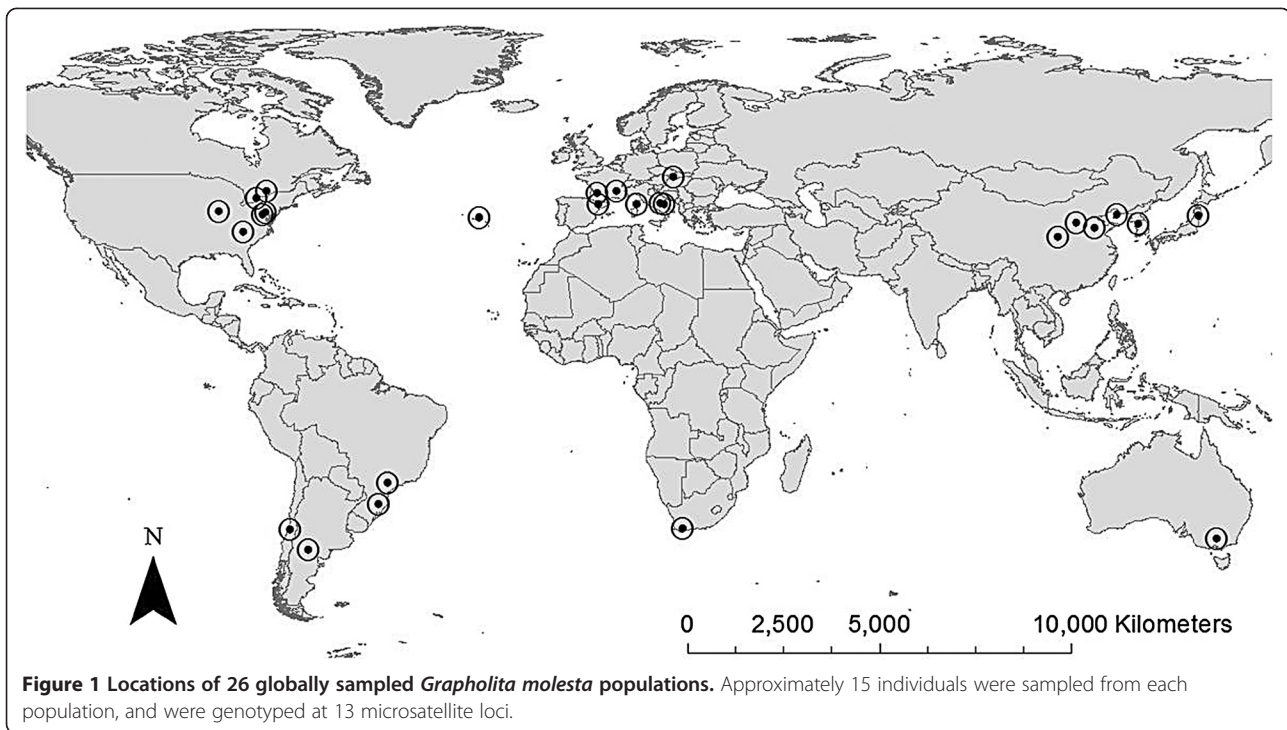 N
0 2,500 5,000 10,000 Kilometers
Figure 1 Locations of 26 globally sampled Grapholita molesta populations. Approximately 15 individuals were sampled from each
population, and were genotyped at 13 microsatellite loci.